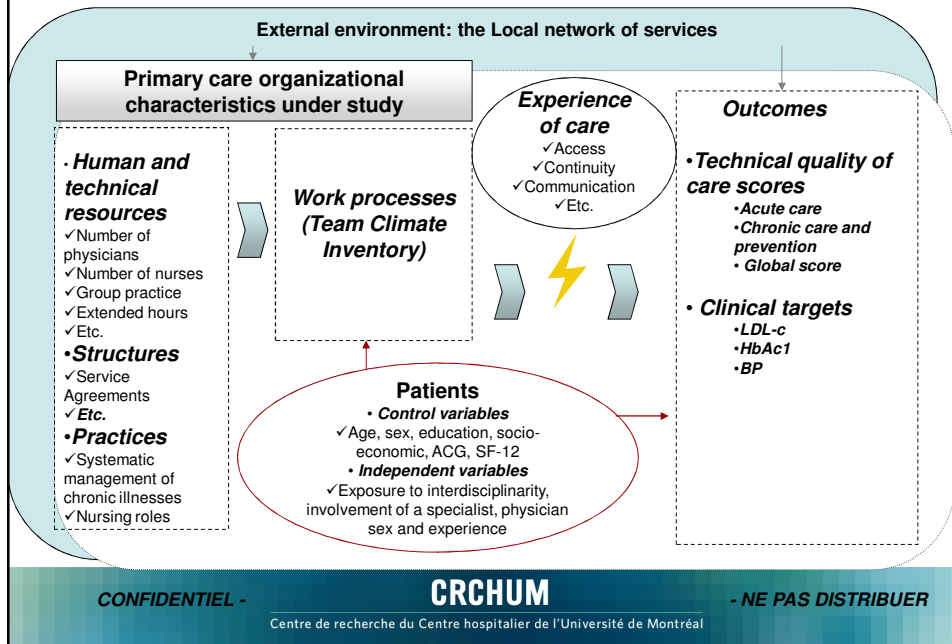 External environment: the Local network of services
Primary care organizational
characteristics under study
· Human and
technical
resources
✓Number of
physicians
✓Number of nurses
✓Group practice
✓Extended hours
✓Etc.
•Structures
✓Service
Agreements
✓Etc.
•Practices
✓Systematic
management of
chronic illnesses
✓Nursing roles
Work processes
(Team Climate
Inventory)
Experience
of care
✓Access
✓Continuity
✓Communication
✓Etc.
Patients
• Control variables
✓Age, sex, education, socio-
economic, ACG, SF-12
• Independent variables
✓Exposure to interdisciplinarity,
involvement of a specialist, physician
sex and experience
Outcomes
•Technical quality of
care scores
•Acute care
•Chronic care and
prevention
• Global score
• Clinical targets
•LDL-c
•HbAc1
•BP
CONFIDENTIEL -
CRCHUM
Centre de recherche du Centre hospitalier de l'Université de Montréal
- NE PAS DISTRIBUER